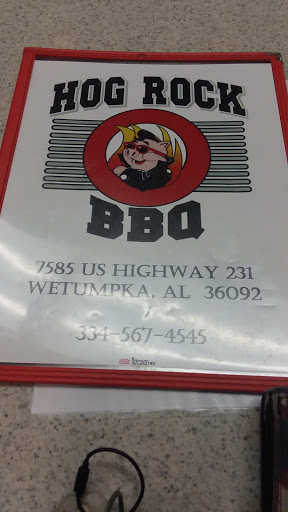 HOG ROCK
BBQ
7585 US HIGHWAY 231
WETUMPKA, AL 36092
334-567-4545